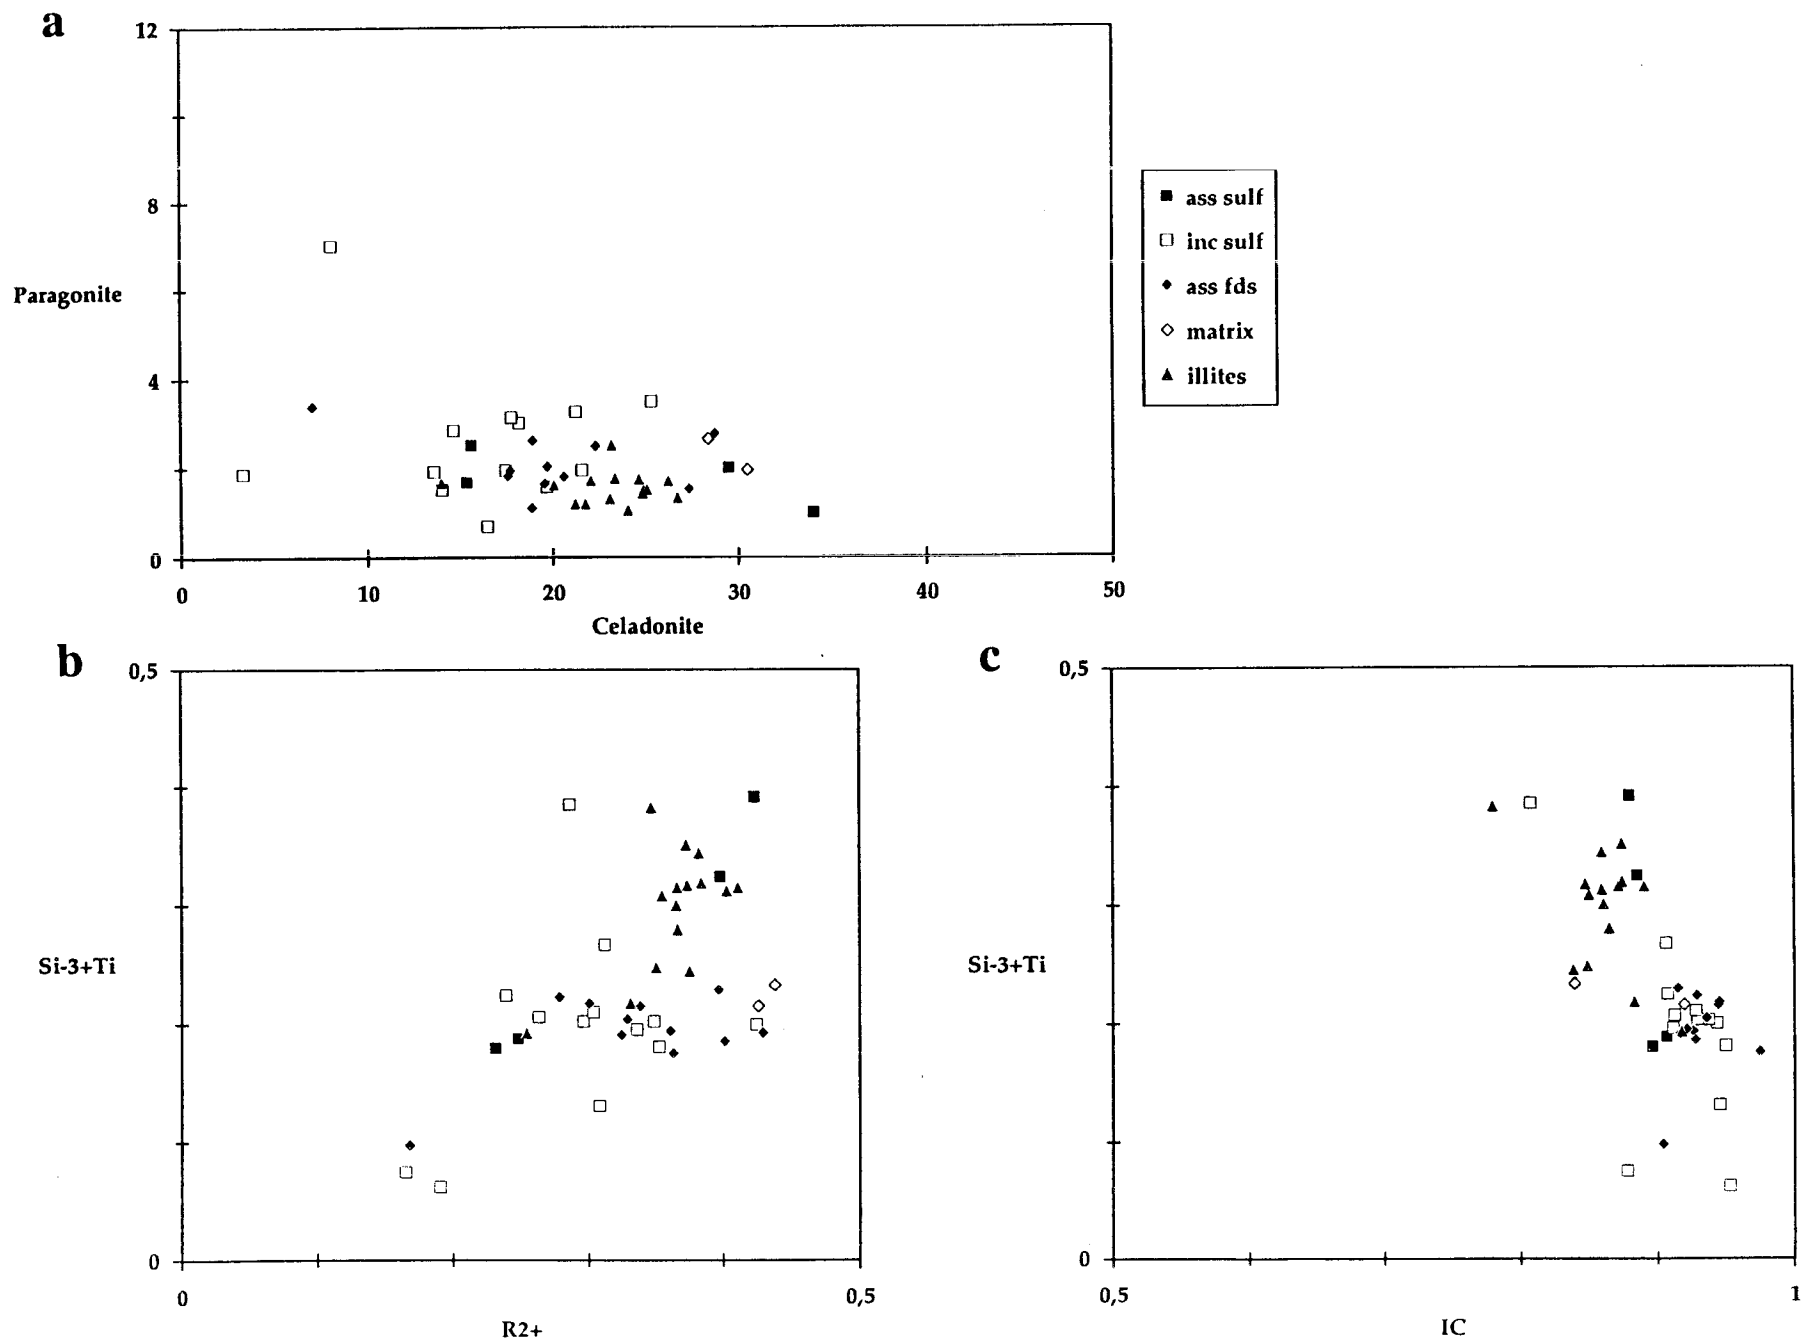 a
12
8
Paragonite
4
0
0 10 20 30 40 50
Celadonite
ass sulf
inc sulf
ass fds
matrix
illites
b
0,5
Si-3+Ti
0
0 0,5
R2+
c
0,5
Si-3+Ti
0
0,5 1
IC